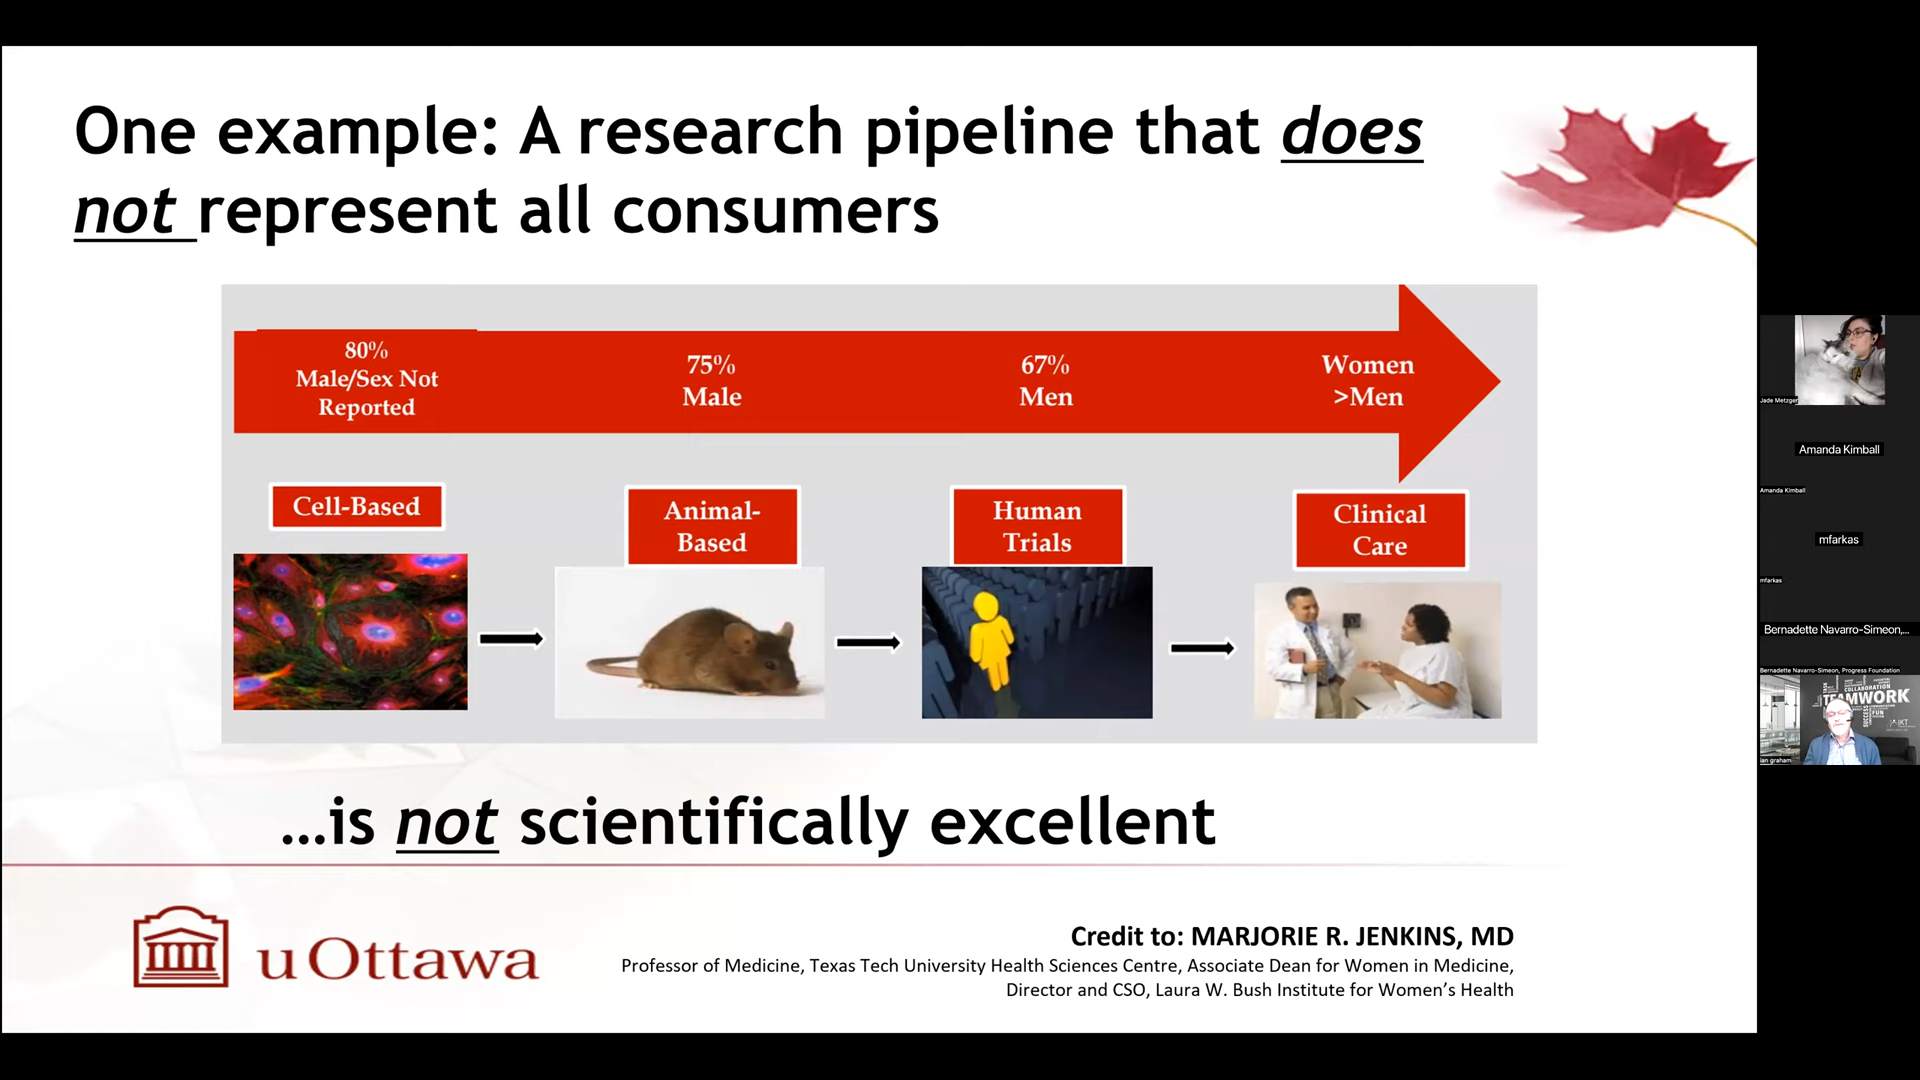 One example: A research pipeline that does
not represent all consumers
80%
Male/Sex Not
Reported
75%
Male
67%
Men
Women
>Men
Cell-Based
Animal-
Based
Human
Trials
Clinical
Care
...is not scientifically excellent
uOttawa
Credit to: MARJORIE R. JENKINS, MD
Professor of Medicine, Texas Tech University Health Sciences Centre, Associate Dean for Women in Medicine,
Director and CSO, Laura W. Bush Institute for Women's Health
Jade Metzger
Amanda Kimball
Amanda Kimball
mfarkas
mfarkas
Bernadette Navarro-Simeon,...
Bernadette Navarro-Simeon, Progress Foundation
COLLABORATION
TEAMWORK
SUCCESS
FUN
IKT
ian graham